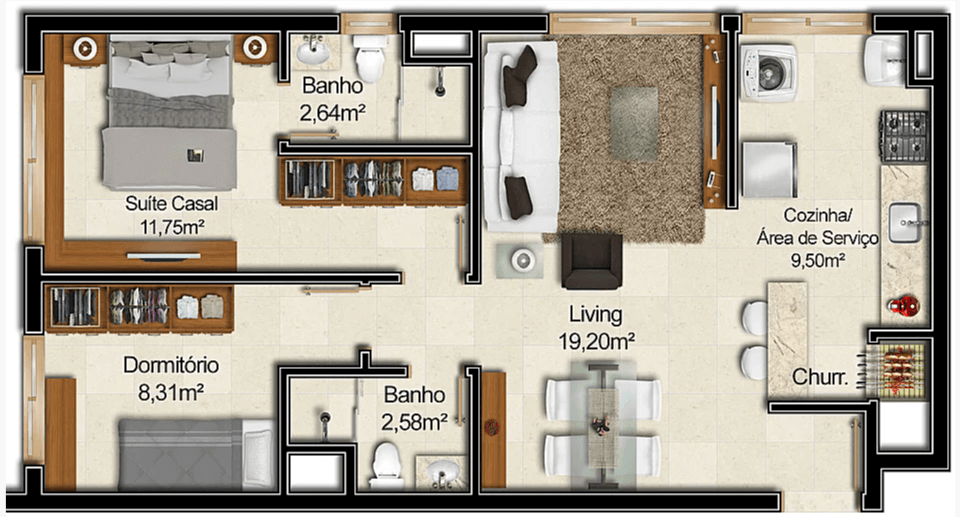 Banho
2,64m²
Suíte Casal
11,75m²
Cozinha/
Área de Serviço
9,50m²
Living
19,20m²
Dormitório
8,31m²
Banho
2,58m²
Churr.